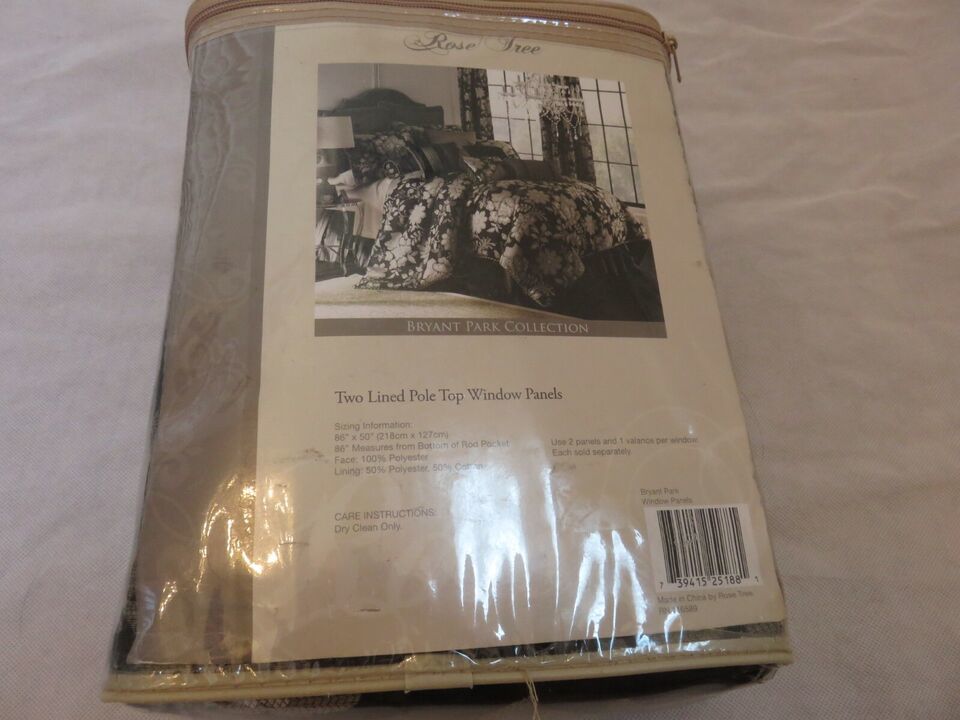 Rose Tree
BRYANT PARK COLLECTION
Two Lined Pole Top Window Panels
Sizing Information:
86" x 50" (218cm x 127cm)
86" Measures from Bottom of Rod Pocket
Face: 100% Polyester
Lining: 50% Polyester, 50% Cotton
Use 2 panels and 1 valance per window.
Each sold separately.
CARE INSTRUCTIONS:
Dry Clean Only.
Bryant Park
Window Panels
7 39415 25188 1
Made in China by Rose Tree
RN